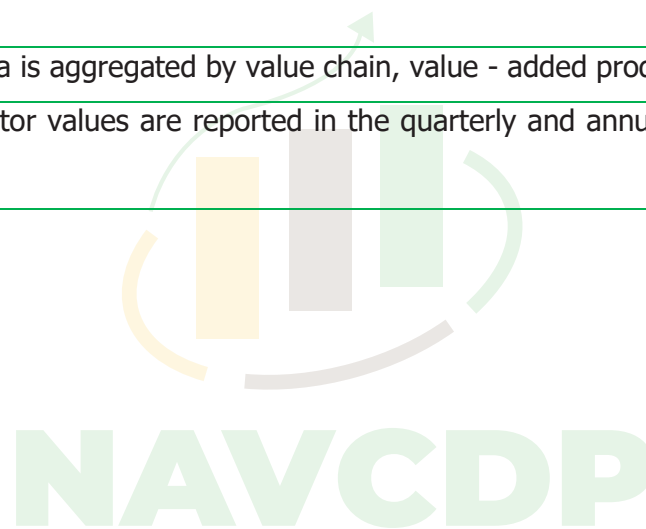 a is aggregated by value chain, value - added prod
tor values are reported in the quarterly and annu
NAVCDP